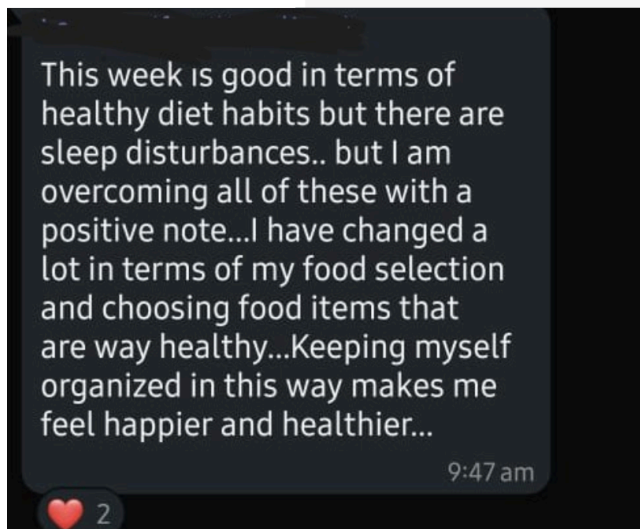 This week is good in terms of
healthy diet habits but there are
sleep disturbances.. but I am
overcoming all of these with a
positive note...I have changed a
lot in terms of my food selection
and choosing food items that
are way healthy...Keeping myself
organized in this way makes me
feel happier and healthier...
9:47 am
2